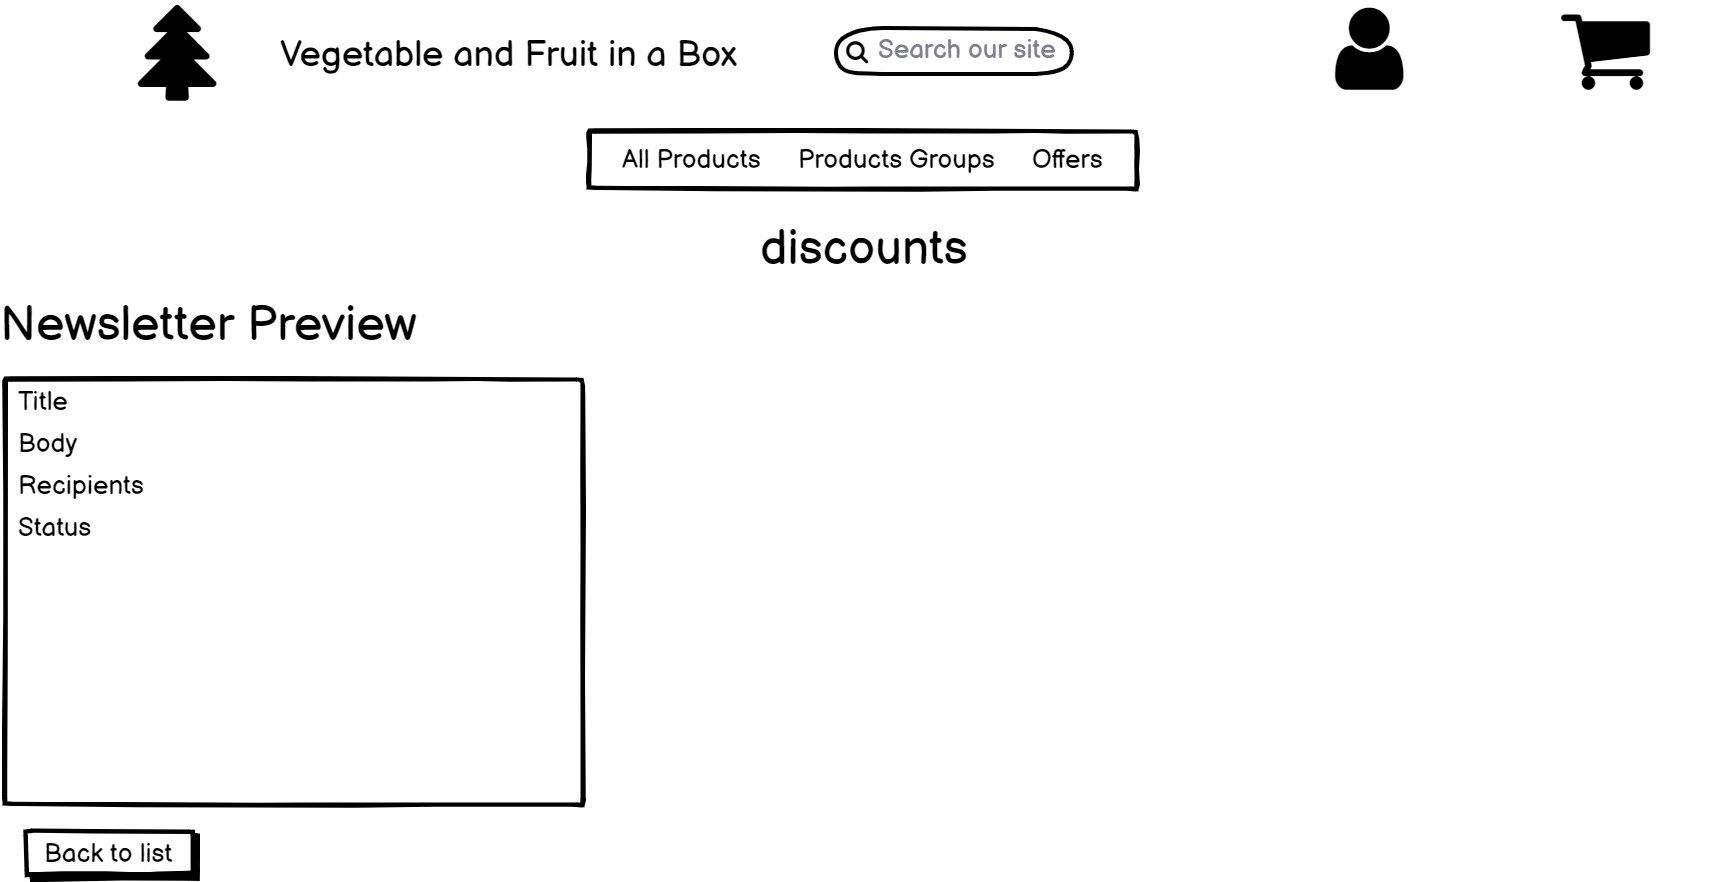 Vegetable and Fruit in a Box
Search our site
All Products Products Groups Offers
discounts
Newsletter Preview
Title
Body
Recipients
Status
Back to list